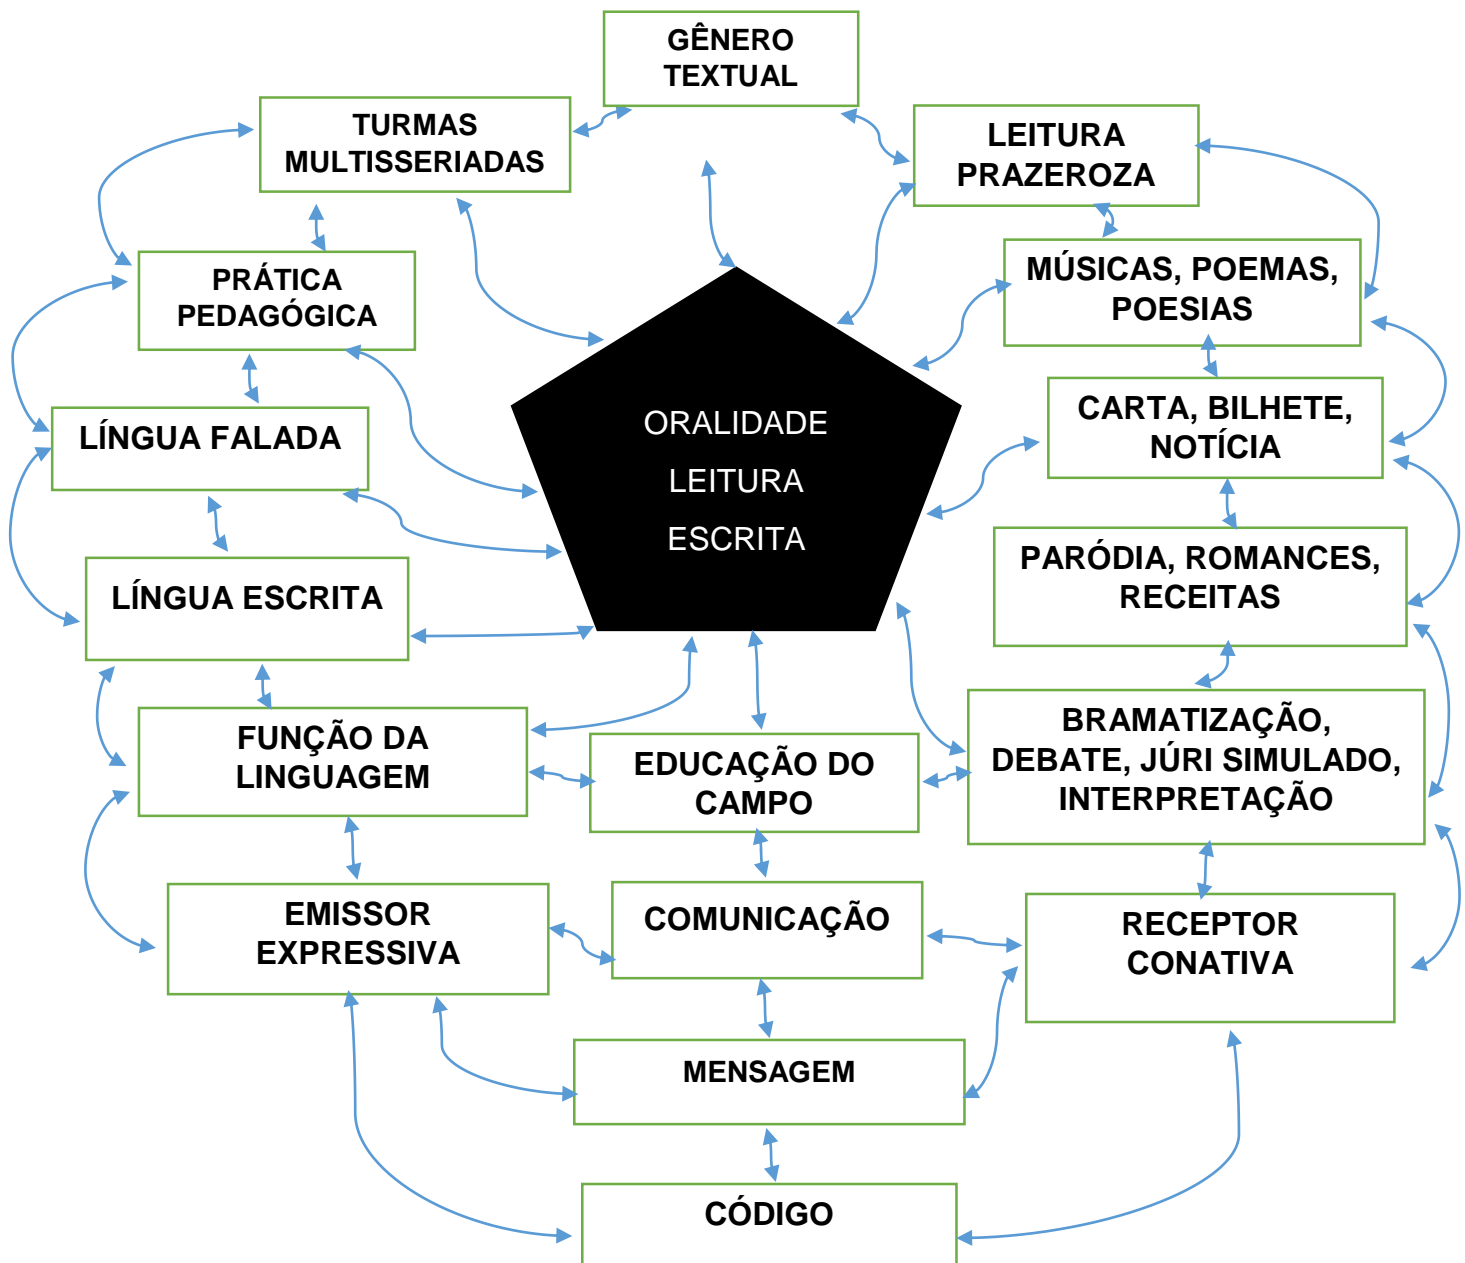 GÊNERO
TEXTUAL
TURMAS
MULTISSERIADAS
LEITURA
PRAZEROZA
PRÁTICA
PEDAGÓGICA
MÚSICAS, POEMAS,
POESIAS
LÍNGUA FALADA
ORALIDADE
LEITURA
ESCRITA
CARTA, BILHETE,
NOTÍCIA
LÍNGUA ESCRITA
PARÓDIA, ROMANCES,
RECEITAS
FUNÇÃO DA
LINGUAGEM
EDUCAÇÃO DO
CAMPO
BRAMATIZAÇÃO,
DEBATE, JÚRI SIMULADO,
INTERPRETAÇÃO
EMISSOR
EXPRESSIVA
COMUNICAÇÃO
RECEPTOR
CONATIVA
MENSAGEM
CÓDIGO